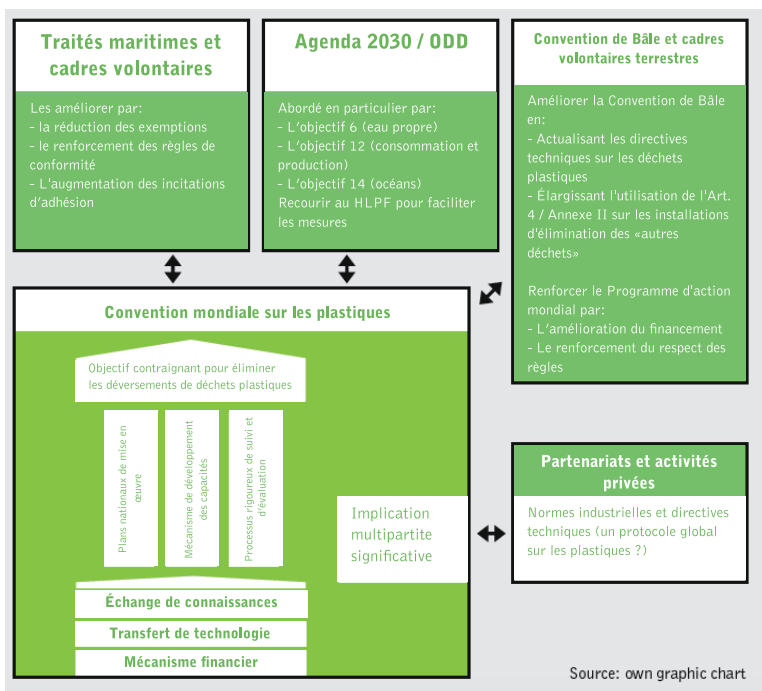 Traités maritimes et
cadres volontaires
Les améliorer par:
- la réduction des exemptions
- le renforcement des règles de
conformité
- L'augmentation des incitations
d’adhésion
Agenda 2030 / ODD
Abordé en particulier par:
- L’objectif 6 (eau propre)
- L’objectif 12 (consommation et
production)
- L’objectif 14 (océans)
Recourir au HLPF pour faciliter
les mesures
Convention de Bâle et cadres
volontaires terrestres
Améliorer la Convention de Bâle
en:
- Actualisant les directives
techniques sur les déchets
plastiques
- Élargissant l'utilisation de l'Art.
4 / Annexe II sur les installations
d'élimination des «autres
déchets»
Renforcer le Programme d'action
mondial par:
- L’amélioration du financement
- Le renforcement du respect des
règles
Convention mondiale sur les plastiques
Objectif contraignant pour éliminer
les déversements de déchets plastiques
Plans nationaux de mise en
œuvre
Mécanisme de développement
des capacités
Processus rigoureux de suivi et
d'évaluation
Implication
multipartite
significative
Échange de connaissances
Transfert de technologie
Mécanisme financier
Partenariats et activités
privées
Normes industrielles et directives
techniques (un protocole global
sur les plastiques ?)
Source: own graphic chart